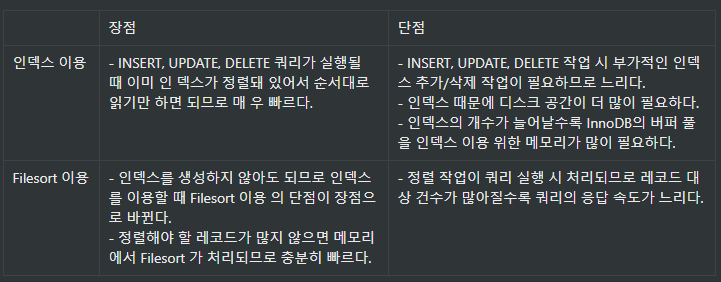 장점
단점
인덱스 이용
- INSERT, UPDATE, DELETE 쿼리가 실행될
때 이미 인 덱스가 정렬돼 있어서 순서대로
읽기만 하면 되므로 매 우 빠르다.
- INSERT, UPDATE, DELETE 작업 시 부가적인 인덱
스 추가/삭제 작업이 필요하므로 느리다.
- 인덱스 때문에 디스크 공간이 더 많이 필요하다.
- 인덱스의 개수가 늘어날수록 InnoDB의 버퍼 풀
을 인덱스 이용 위한 메모리가 많이 필요하다.
Filesort 이용
- 인덱스를 생성하지 않아도 되므로 인덱스
를 이용할 때 Filesort 이용 의 단점이 장점으
로 바뀐다.
- 정렬해야 할 레코드가 많지 않으면 메모리
에서 Filesort 가 처리되므로 충분히 빠르다.
- 정렬 작업이 쿼리 실행 시 처리되므로 레코드 대
상 건수가 많아질수록 쿼리의 응답 속도가 느리다.